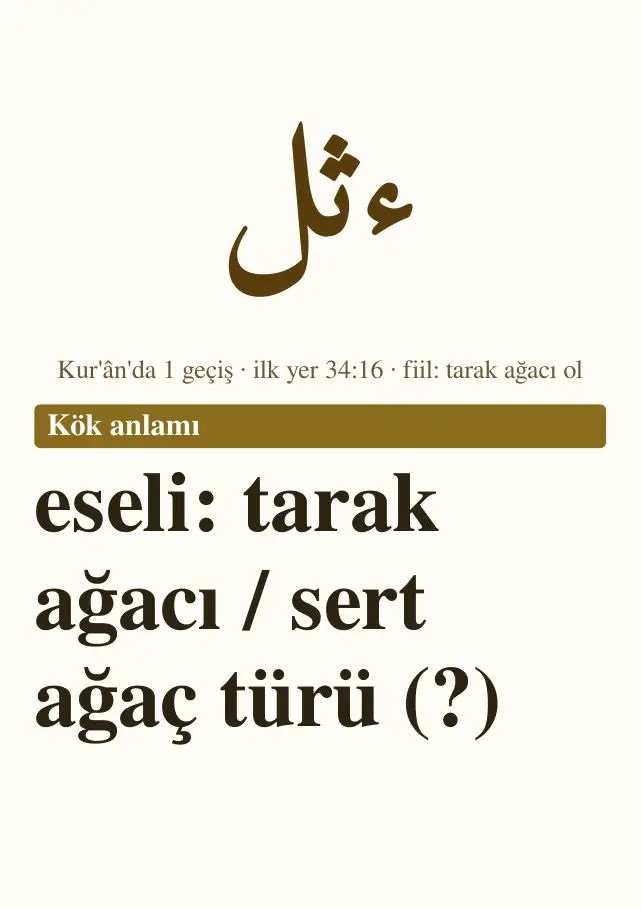 ءثل
Kur'ân'da 1 geçiş · ilk yer 34:16 · fiil: tarak ağacı ol
Kök anlamı
eseli: tarak
ağacı / sert
ağaç türü (?)